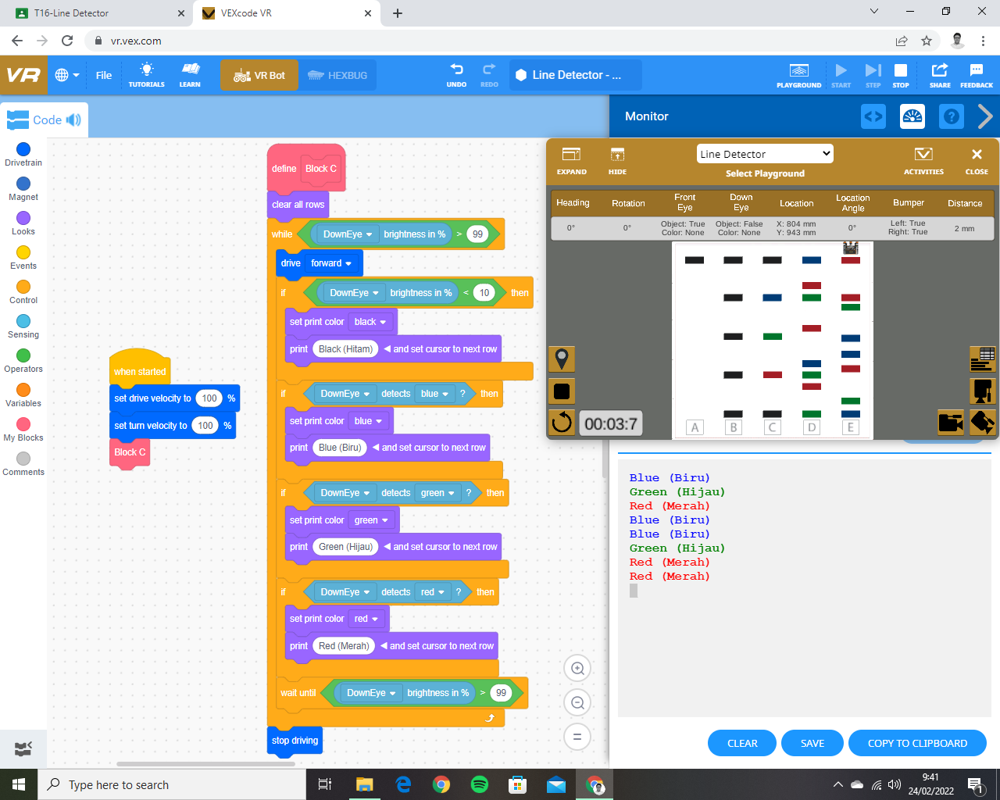 T16-Line Detector
VEXcode VR
vr.vex.com
VR
File
TUTORIALS
LEARN
VR Bot
HEXBUG
UNDO
REDO
Line Detector - ...
PLAYGROUND
START
STEP
STOP
SHARE
FEEDBACK
Code
Monitor
Drivetrain
Magnet
Looks
Events
Control
Sensing
Operators
Variables
My Blocks
Comments
when started
set drive velocity to 100 %
set turn velocity to 100 %
Block C
define Block C
clear all rows
while DownEye brightness in % > 99
drive forward
if DownEye brightness in % < 10 then
set print color black
print Black (Hitam) ◀ and set cursor to next row
if DownEye detects blue ? then
set print color blue
print Blue (Biru) ◀ and set cursor to next row
if DownEye detects green ? then
set print color green
print Green (Hijau) ◀ and set cursor to next row
if DownEye detects red ? then
set print color red
print Red (Merah) ◀ and set cursor to next row
wait until DownEye brightness in % > 99
stop driving
EXPAND
HIDE
Line Detector
Select Playground
ACTIVITIES
CLOSE
Heading Rotation Front Eye Down Eye Location Location Angle Bumper Distance
0° 0° Object: True Color: None Object: False Color: None X: 804 mm Y: 943 mm 0° Left: True Right: True 2 mm
A B C D E
00:03:7
Blue (Biru)
Green (Hijau)
Red (Merah)
Blue (Biru)
Blue (Biru)
Green (Hijau)
Red (Merah)
Red (Merah)
CLEAR
SAVE
COPY TO CLIPBOARD
Type here to search
9:41
24/02/2022
1